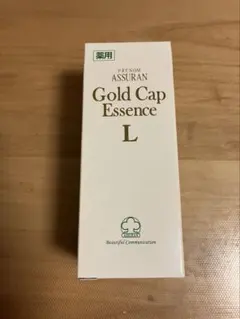 薬用
ASSURAN
Gold Cap
Essence
L
Beautiful Communication